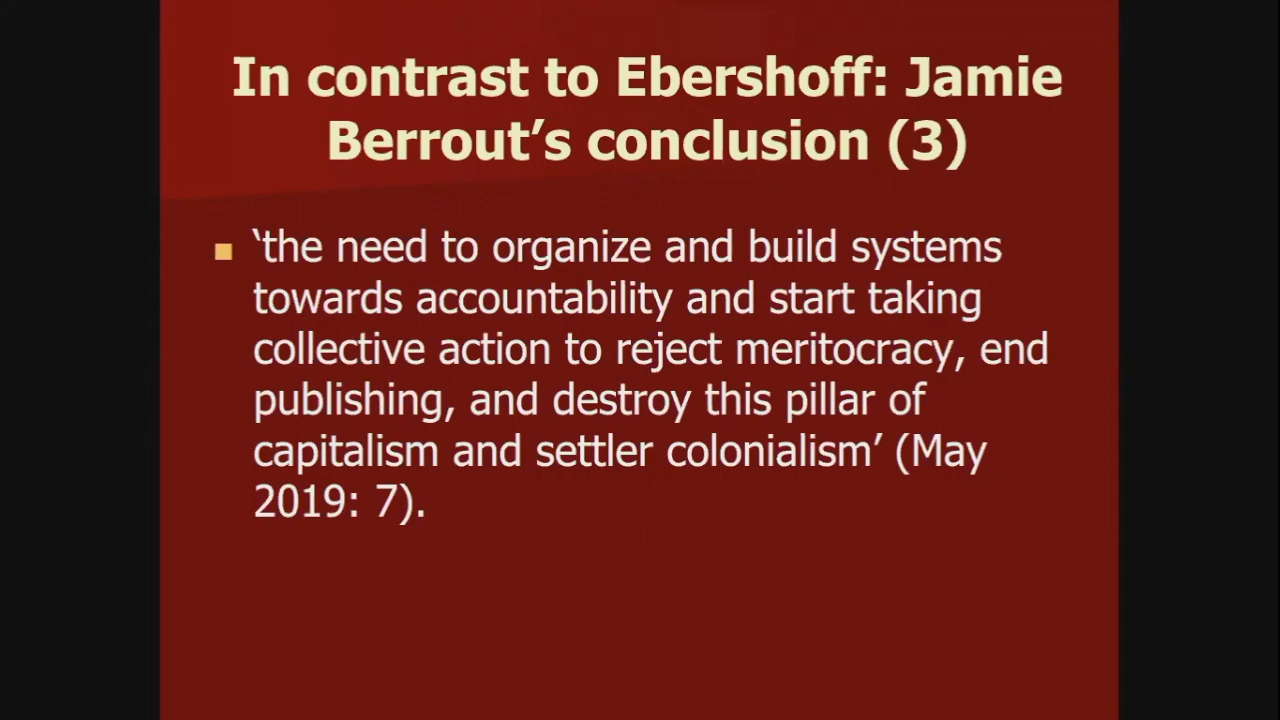 In contrast to Ebershoff: Jamie
Berrout’s conclusion (3)
‘the need to organize and build systems
towards accountability and start taking
collective action to reject meritocracy, end
publishing, and destroy this pillar of
capitalism and settler colonialism’ (May
2019: 7).